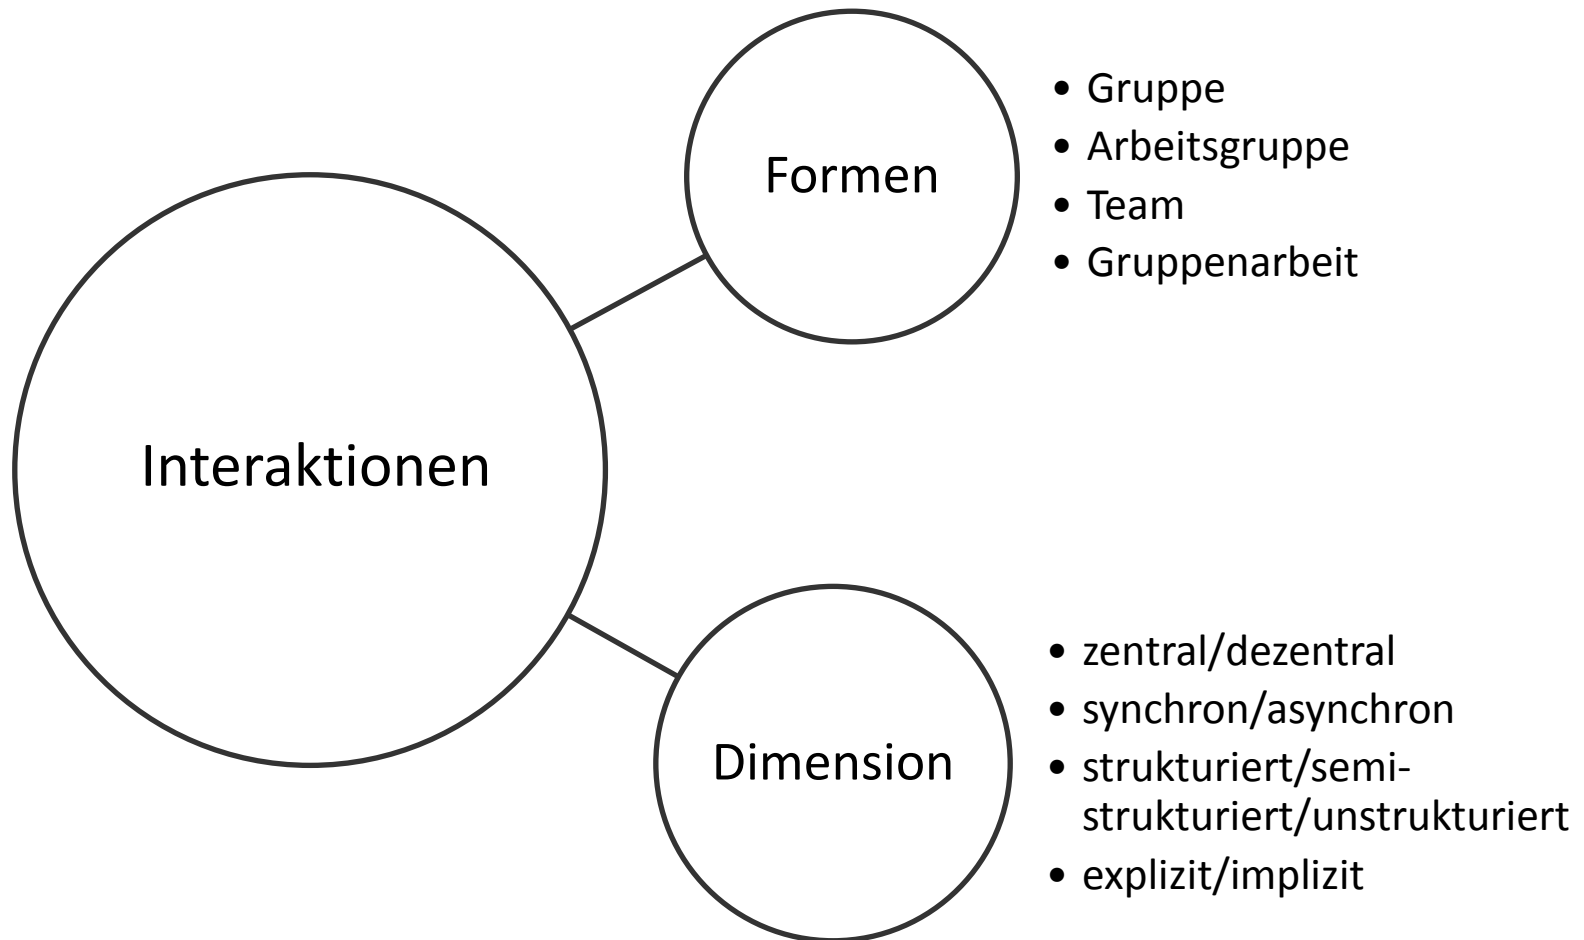 Interaktionen
Formen
• Gruppe
• Arbeitsgruppe
• Team
• Gruppenarbeit
Dimension
• zentral/dezentral
• synchron/asynchron
• strukturiert/semi-
strukturiert/unstrukturiert
• explizit/implizit